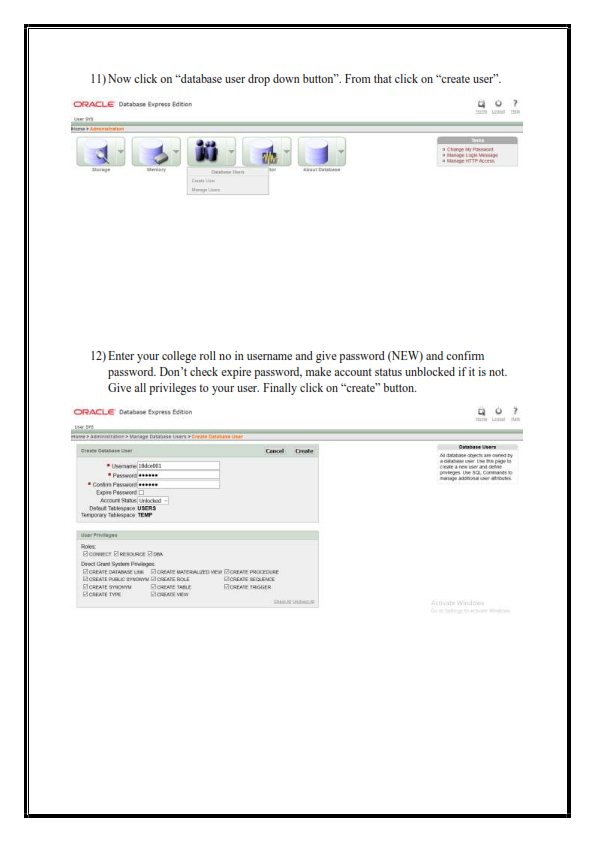 11) Now click on “database user drop down button”. From that click on “create user”.
ORACLE Database Express Edition
Home Logout Help
User SYS
Home > Administration
Storage
Memory
About Database
Database Users
Create User
Manage Users
Tasks
Change My Password
Manage Login Message
Manage HTTP Access
12) Enter your college roll no in username and give password (NEW) and confirm
password. Don’t check expire password, make account status unblocked if it is not.
Give all privileges to your user. Finally click on “create” button.
ORACLE Database Express Edition
Home Logout Help
User SYS
Home > Administration > Manage Database Users > Create Database User
Create Database User Cancel Create
* Username 18dce001
* Password ••••••
* Confirm Password ••••••
Expire Password
Account Status Unlocked
Default Tablespace USERS
Temporary Tablespace TEMP
User Privileges
Roles:
CONNECT RESOURCE DBA
Direct Grant System Privileges:
CREATE DATABASE LINK CREATE MATERIALIZED VIEW CREATE PROCEDURE
CREATE PUBLIC SYNONYM CREATE ROLE CREATE SEQUENCE
CREATE SYNONYM CREATE TABLE CREATE TRIGGER
CREATE TYPE CREATE VIEW
Check All Uncheck All
Database Users
All database objects are owned by
a database user. Use this page to
create a new user and define
privileges. Use SQL Commands to
manage additional user attributes.
Activate Windows
Go to Settings to activate Windows.